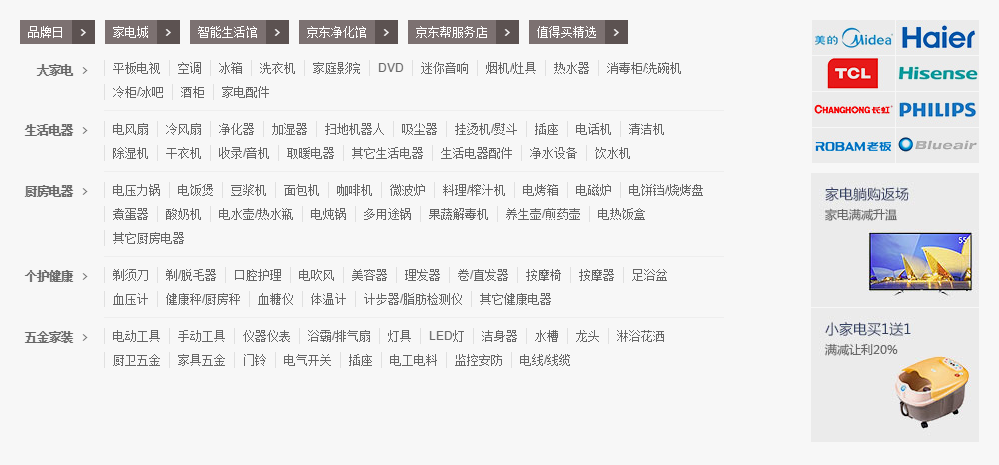 品牌日 > 家电城 > 智能生活馆 > 京东净化馆 > 京东帮服务店 > 值得买精选 >
大家电 > 平板电视 空调 冰箱 洗衣机 家庭影院 DVD 迷你音响 烟机/灶具 热水器 消毒柜/洗碗机
冷柜/冰吧 酒柜 家电配件
生活电器 > 电风扇 冷风扇 净化器 加湿器 扫地机器人 吸尘器 挂烫机/熨斗 插座 电话机 清洁机
除湿机 干衣机 收录/音机 取暖电器 其它生活电器 生活电器配件 净水设备 饮水机
厨房电器 > 电压力锅 电饭煲 豆浆机 面包机 咖啡机 微波炉 料理/榨汁机 电烤箱 电磁炉 电饼铛/烧烤盘
煮蛋器 酸奶机 电水壶/热水瓶 电炖锅 多用途锅 果蔬解毒机 养生壶/煎药壶 电热饭盒
其它厨房电器
个护健康 > 剃须刀 剃/脱毛器 口腔护理 电吹风 美容器 理发器 卷/直发器 按摩椅 按摩器 足浴盆
血压计 健康秤/厨房秤 血糖仪 体温计 计步器/脂肪检测仪 其它健康电器
五金家装 > 电动工具 手动工具 仪器仪表 浴霸/排气扇 灯具 LED灯 洁身器 水槽 龙头 淋浴花洒
厨卫五金 家具五金 门铃 电气开关 插座 电工电料 监控安防 电线/线缆
美的 Midea Haier
TCL Hisense
CHANGHONG 长虹 PHILIPS
ROBAM老板 Blueair
家电躺购返场
家电满减升温
55
小家电买1送1
满减让利20%